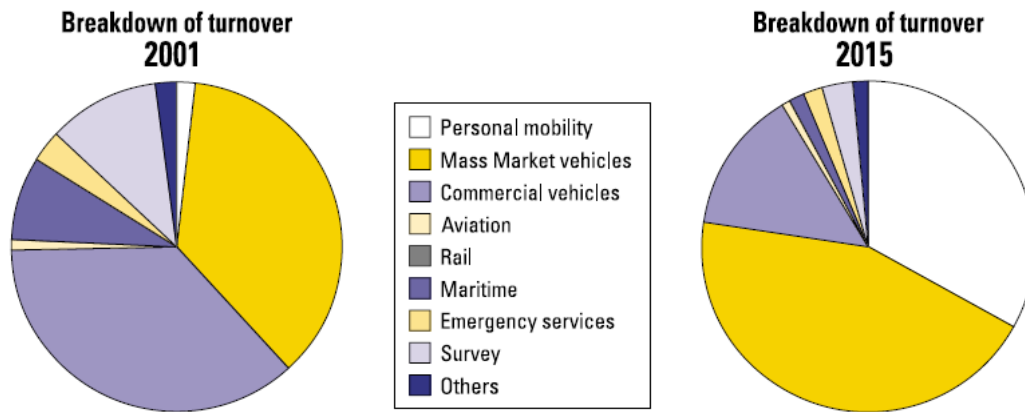 Breakdown of turnover
2001
Personal mobility
Mass Market vehicles
Commercial vehicles
Aviation
Rail
Maritime
Emergency services
Survey
Others
Breakdown of turnover
2015